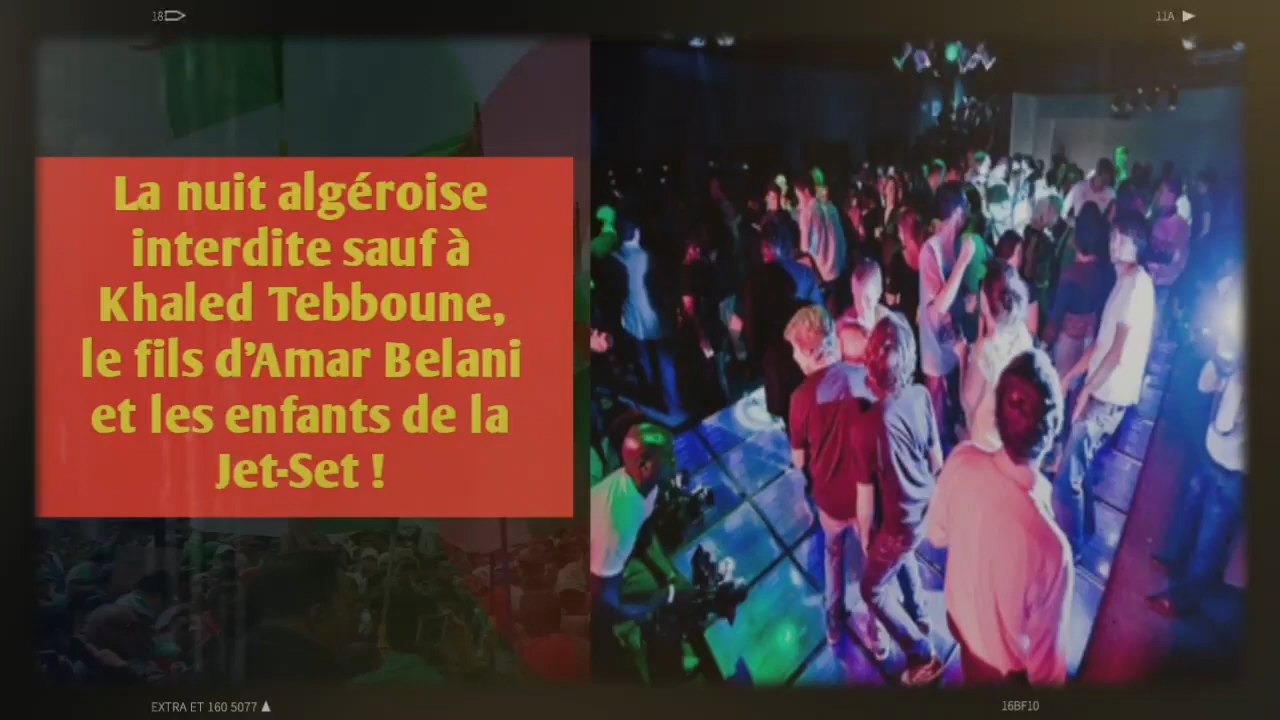 18
11A
La nuit algéroise
interdite sauf à
Khaled Tebboune,
le fils d'Amar Belani
et les enfants de la
Jet-Set !
EXTRA ET 160 5077
16BF10